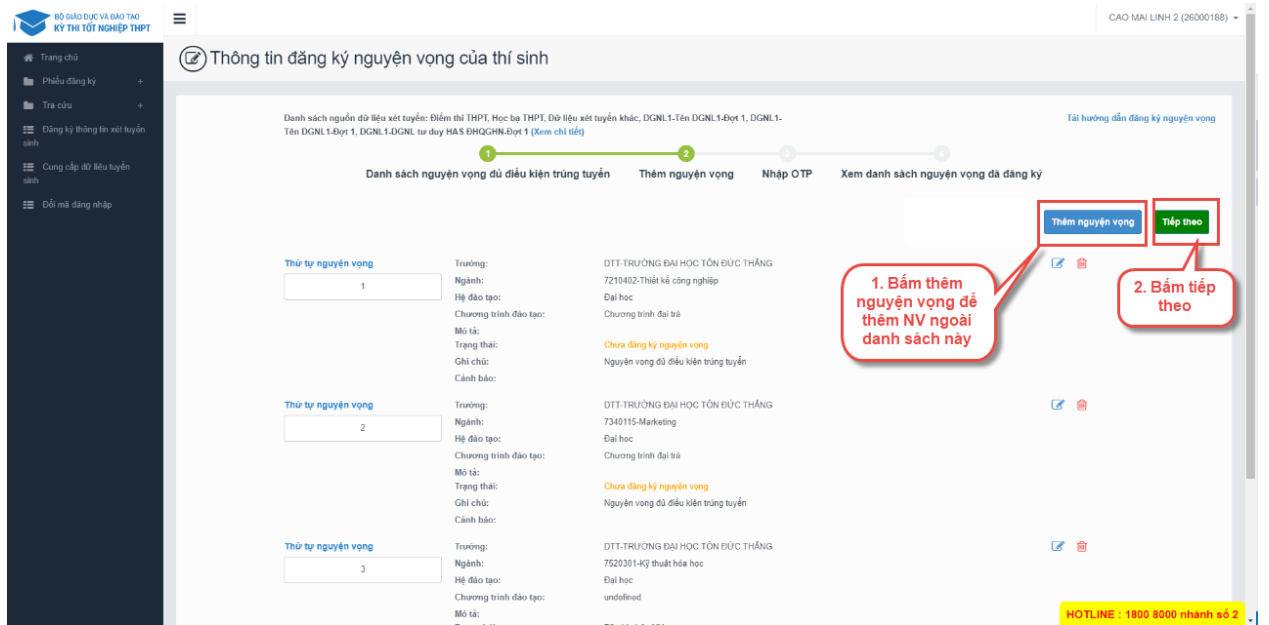 BỘ GIÁO DỤC VÀ ĐÀO TẠO
KỲ THI TỐT NGHIỆP THPT
CAO MAI LINH 2 (26000188)
Trang chủ
Phiếu đăng ký +
Tra cứu +
Đăng ký thông tin xét tuyển sinh
Cung cấp dữ liệu tuyển sinh
Đổi mã đăng nhập
Thông tin đăng ký nguyện vọng của thí sinh
Danh sách nguồn dữ liệu xét tuyển: Điểm thi THPT, Học bạ THPT, Dữ liệu xét tuyển khác, DGNL1-Tên DGNL1-Đợt 1, DGNL1-
Tên DGNL1-Đợt 1, DGNL1-DGNL tư duy HAS ĐHQGHN-Đợt 1 (Xem chi tiết)
Tải hướng dẫn đăng ký nguyện vọng
1 2 3 4
Danh sách nguyện vọng đủ điều kiện trúng tuyển Thêm nguyện vọng Nhập OTP Xem danh sách nguyện vọng đã đăng ký
Thêm nguyện vọng Tiếp theo
1. Bấm thêm
nguyện vọng để
thêm NV ngoài
danh sách này
2. Bấm tiếp
theo
Thứ tự nguyện vọng
1
Trường: DTT-TRƯỜNG ĐẠI HỌC TÔN ĐỨC THẮNG
Ngành: 7210402-Thiết kế công nghiệp
Hệ đào tạo: Đại học
Chương trình đào tạo: Chương trình đại trà
Mô tả:
Trạng thái: Chưa đăng ký nguyện vọng
Ghi chú: Nguyện vọng đủ điều kiện trúng tuyển
Cảnh báo:
Thứ tự nguyện vọng
2
Trường: DTT-TRƯỜNG ĐẠI HỌC TÔN ĐỨC THẮNG
Ngành: 7340115-Marketing
Hệ đào tạo: Đại học
Chương trình đào tạo: Chương trình đại trà
Mô tả:
Trạng thái: Chưa đăng ký nguyện vọng
Ghi chú: Nguyện vọng đủ điều kiện trúng tuyển
Cảnh báo:
Thứ tự nguyện vọng
3
Trường: DTT-TRƯỜNG ĐẠI HỌC TÔN ĐỨC THẮNG
Ngành: 7520301-Kỹ thuật hóa học
Hệ đào tạo: Đại học
Chương trình đào tạo: undefined
Mô tả:
HOTLINE : 1800 8000 nhánh số 2